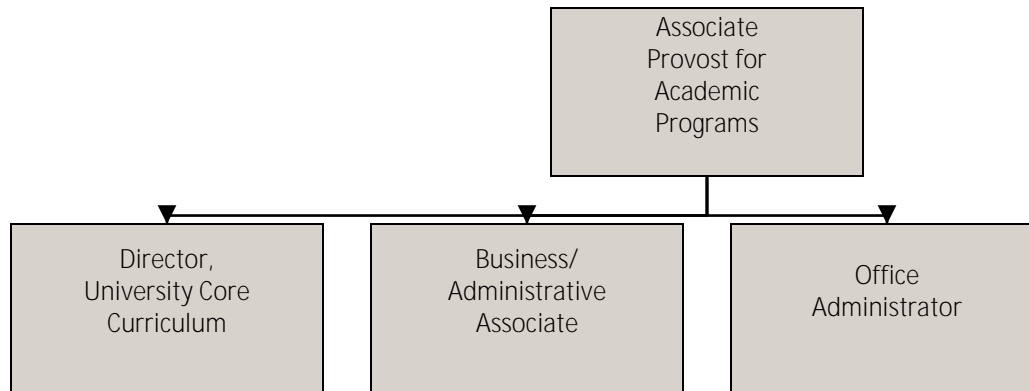 Associate
Provost for
Academic
Programs
Director,
University Core
Curriculum
Business/
Administrative
Associate
Office
Administrator